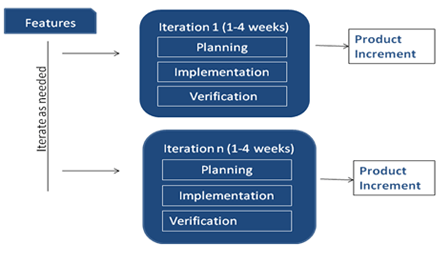 Features
Iterate as needed
Iteration 1 (1-4 weeks)
Planning
Implementation
Verification
Product
Increment
Iteration n (1-4 weeks)
Planning
Implementation
Verification
Product
Increment